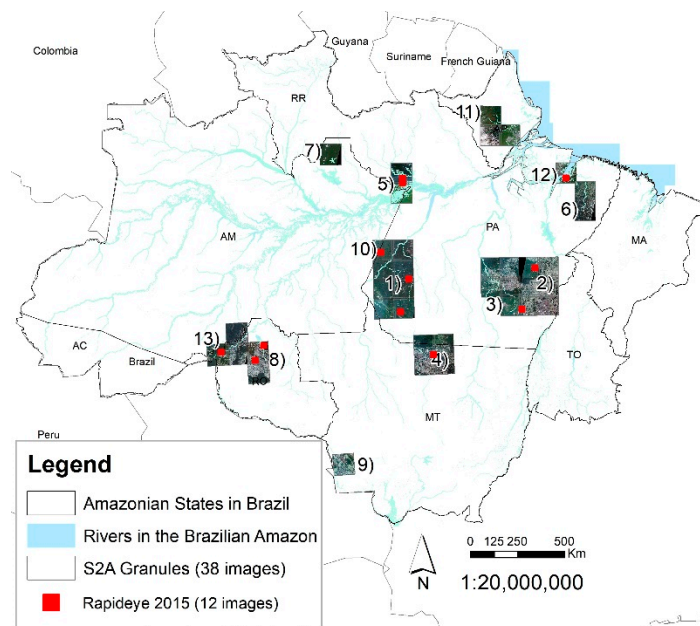 Colombia
Guyana
Suriname
French Guiana
RR
11)
7)
5)
12)
6)
AM
PA
MA
10)
1)
2)
3)
13)
8)
RO
4)
AC
Brazil
TO
Peru
MT
9)
Legend
Amazonian States in Brazil
Rivers in the Brazilian Amazon
S2A Granules (38 images)
Rapideye 2015 (12 images)
N
0 125 250 500
Km
1:20,000,000